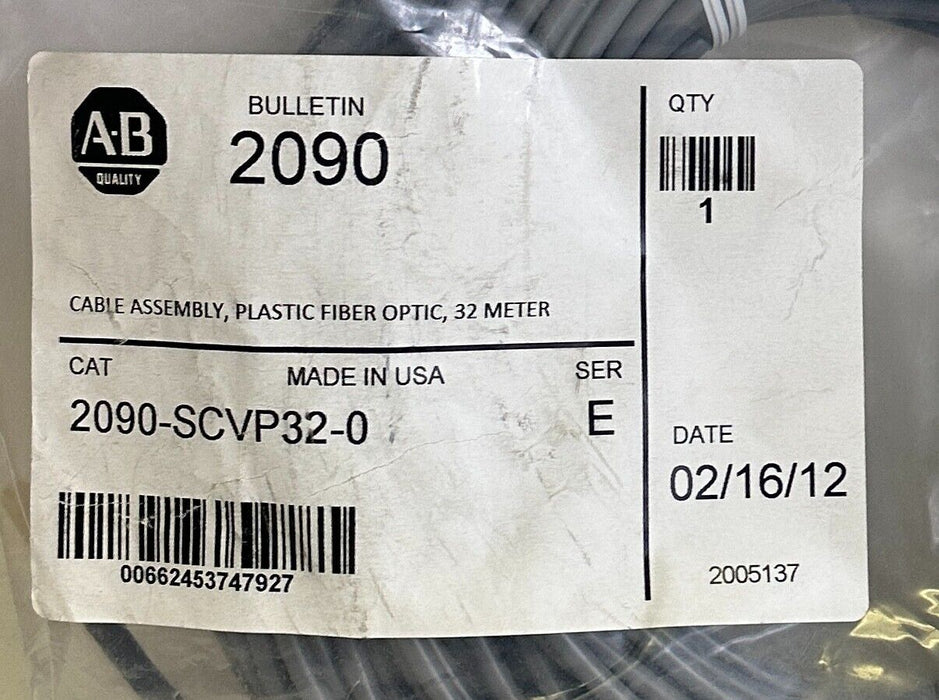 A·B
QUALITY
BULLETIN
2090
CABLE ASSEMBLY, PLASTIC FIBER OPTIC, 32 METER
CAT
MADE IN USA
SER
2090-SCVP32-0
E
00662453747927
QTY
1
DATE
02/16/12
2005137